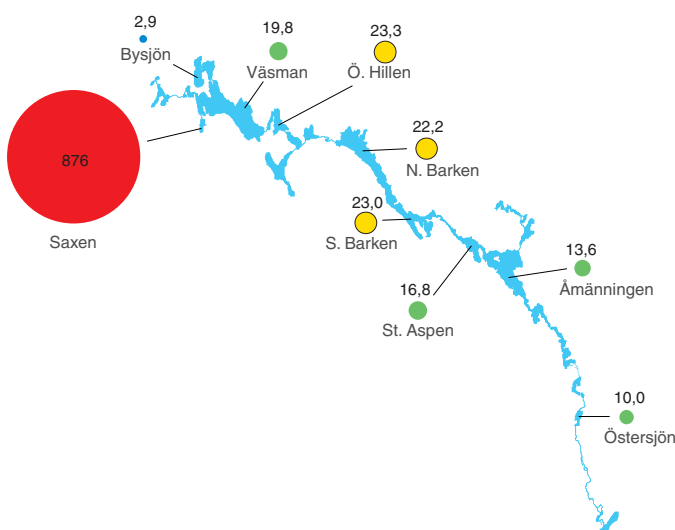 2,9
Bysjön
19,8
Väsman
23,3
Ö. Hillen
876
Saxen
22,2
N. Barken
23,0
S. Barken
16,8
St. Aspen
13,6
Åmänningen
10,0
Östersjön